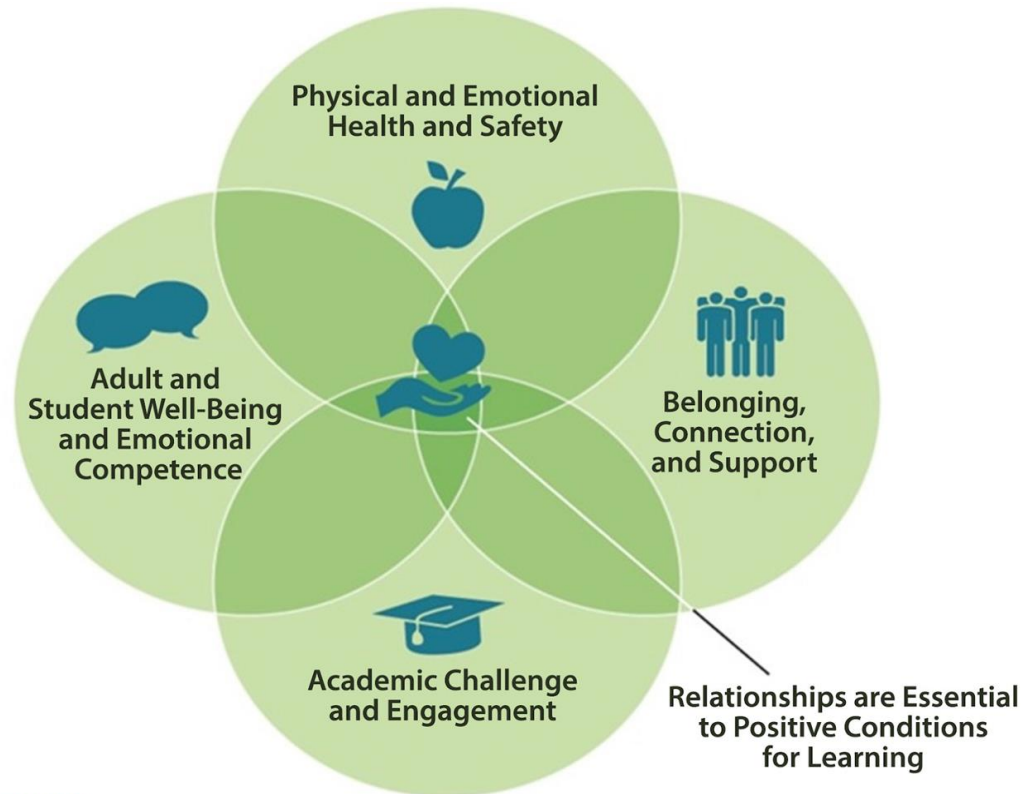 Physical and Emotional
Health and Safety
Adult and
Student Well-Being
and Emotional
Competence
Belonging,
Connection,
and Support
Academic Challenge
and Engagement
Relationships are Essential
to Positive Conditions
for Learning